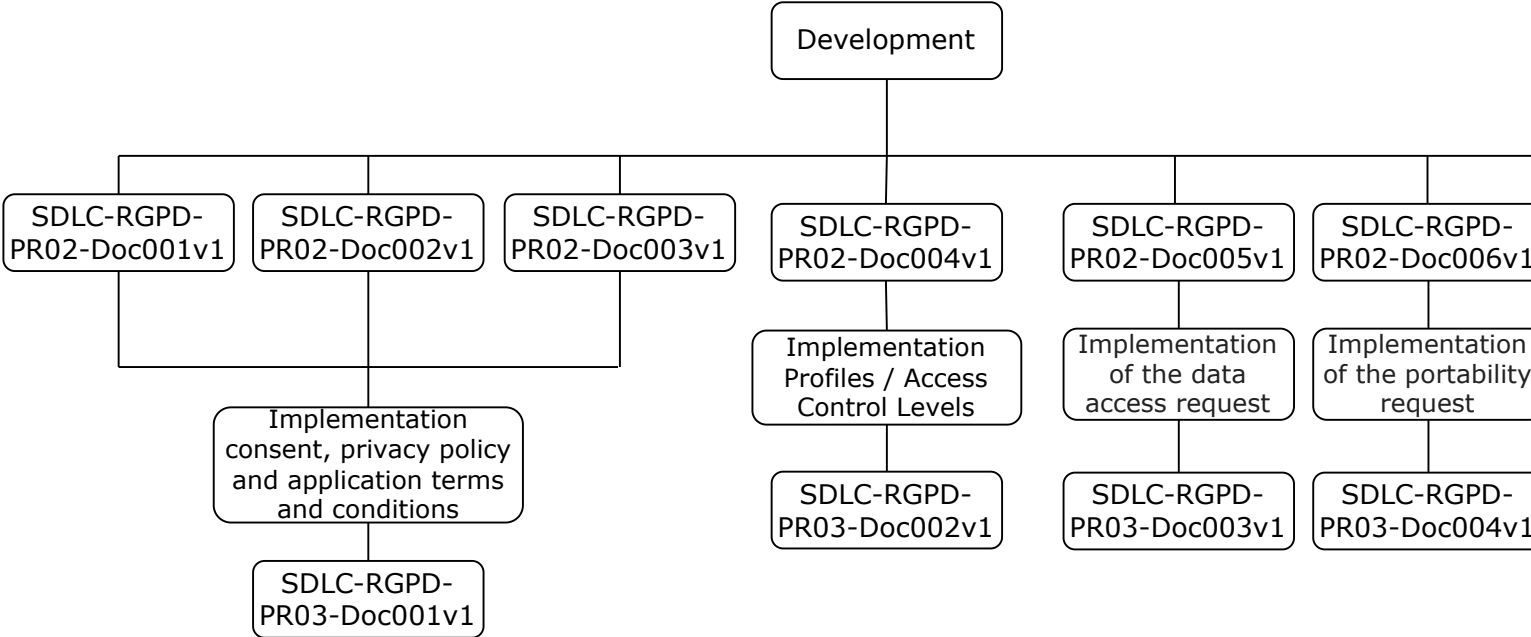 Development
SDLC-RGPD-
PR02-Doc001v1
SDLC-RGPD-
PR02-Doc002v1
SDLC-RGPD-
PR02-Doc003v1
SDLC-RGPD-
PR02-Doc004v1
SDLC-RGPD-
PR02-Doc005v1
SDLC-RGPD-
PR02-Doc006v1
Implementation
Profiles / Access
Control Levels
Implementation
of the data
access request
Implementation
of the portability
request
Implementation
consent, privacy policy
and application terms
and conditions
SDLC-RGPD-
PR03-Doc002v1
SDLC-RGPD-
PR03-Doc003v1
SDLC-RGPD-
PR03-Doc004v1
SDLC-RGPD-
PR03-Doc001v1